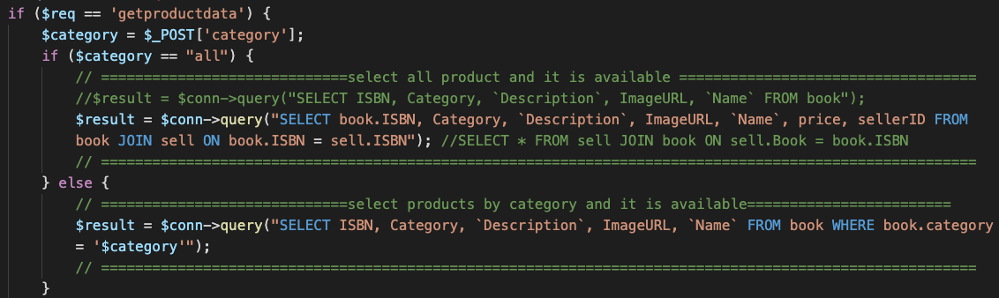 if ($req == 'getproductdata') {
    $category = $_POST['category'];
    if ($category == "all") {
        // =============================select all product and it is available ===================================
        //$result = $conn->query("SELECT ISBN, Category, `Description`, ImageURL, `Name` FROM book");
        $result = $conn->query("SELECT book.ISBN, Category, `Description`, ImageURL, `Name`, price, sellerID FROM
        book JOIN sell ON book.ISBN = sell.ISBN"); //SELECT * FROM sell JOIN book ON sell.Book = book.ISBN
        // =======================================================================================================
    } else {
        // =============================select products by category and it is available========================
        $result = $conn->query("SELECT ISBN, Category, `Description`, ImageURL, `Name` FROM book WHERE book.category
        = '$category'");
        // =======================================================================================================
    }